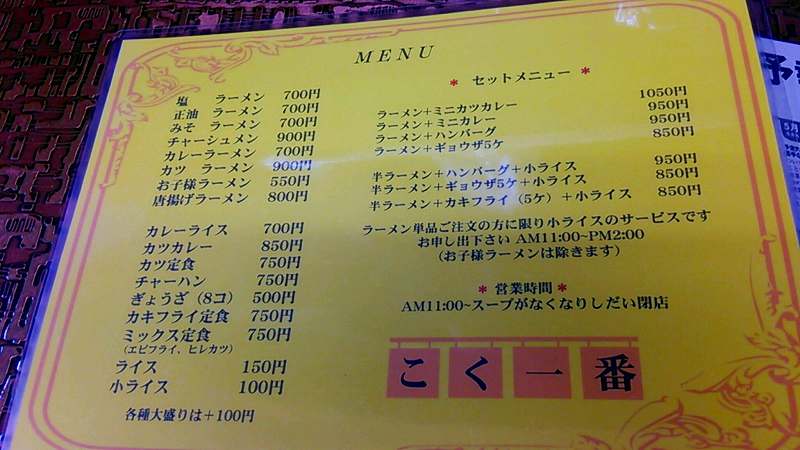 MENU
塩 ラーメン 700円
正油 ラーメン 700円
みそ ラーメン 700円
チャーシュメン 900円
カレーラーメン 700円
カツ ラーメン 900円
お子様ラーメン 550円
唐揚げラーメン 800円
カレーライス 700円
カツカレー 850円
カツ定食 750円
チャーハン 750円
ぎょうざ（8コ） 500円
カキフライ定食 750円
ミックス定食 750円
（エビフライ、ヒレカツ）
ライス 150円
小ライス 100円
各種大盛りは＋100円
* セットメニュー *
ラーメン＋ミニカツカレー 1050円
ラーメン＋ミニカレー 950円
ラーメン＋ハンバーグ 950円
ラーメン＋ギョウザ5ケ 850円
半ラーメン＋ハンバーグ＋小ライス 950円
半ラーメン＋ギョウザ5ケ＋小ライス 850円
半ラーメン＋カキフライ（5ケ）＋小ライス 850円
ラーメン単品ご注文の方に限り小ライスのサービスです
お申し出下さい AM11:00~PM2:00
（お子様ラーメンは除きます）
* 営業時間 *
AM11:00~スープがなくなりしだい閉店
こく一番
予
5月